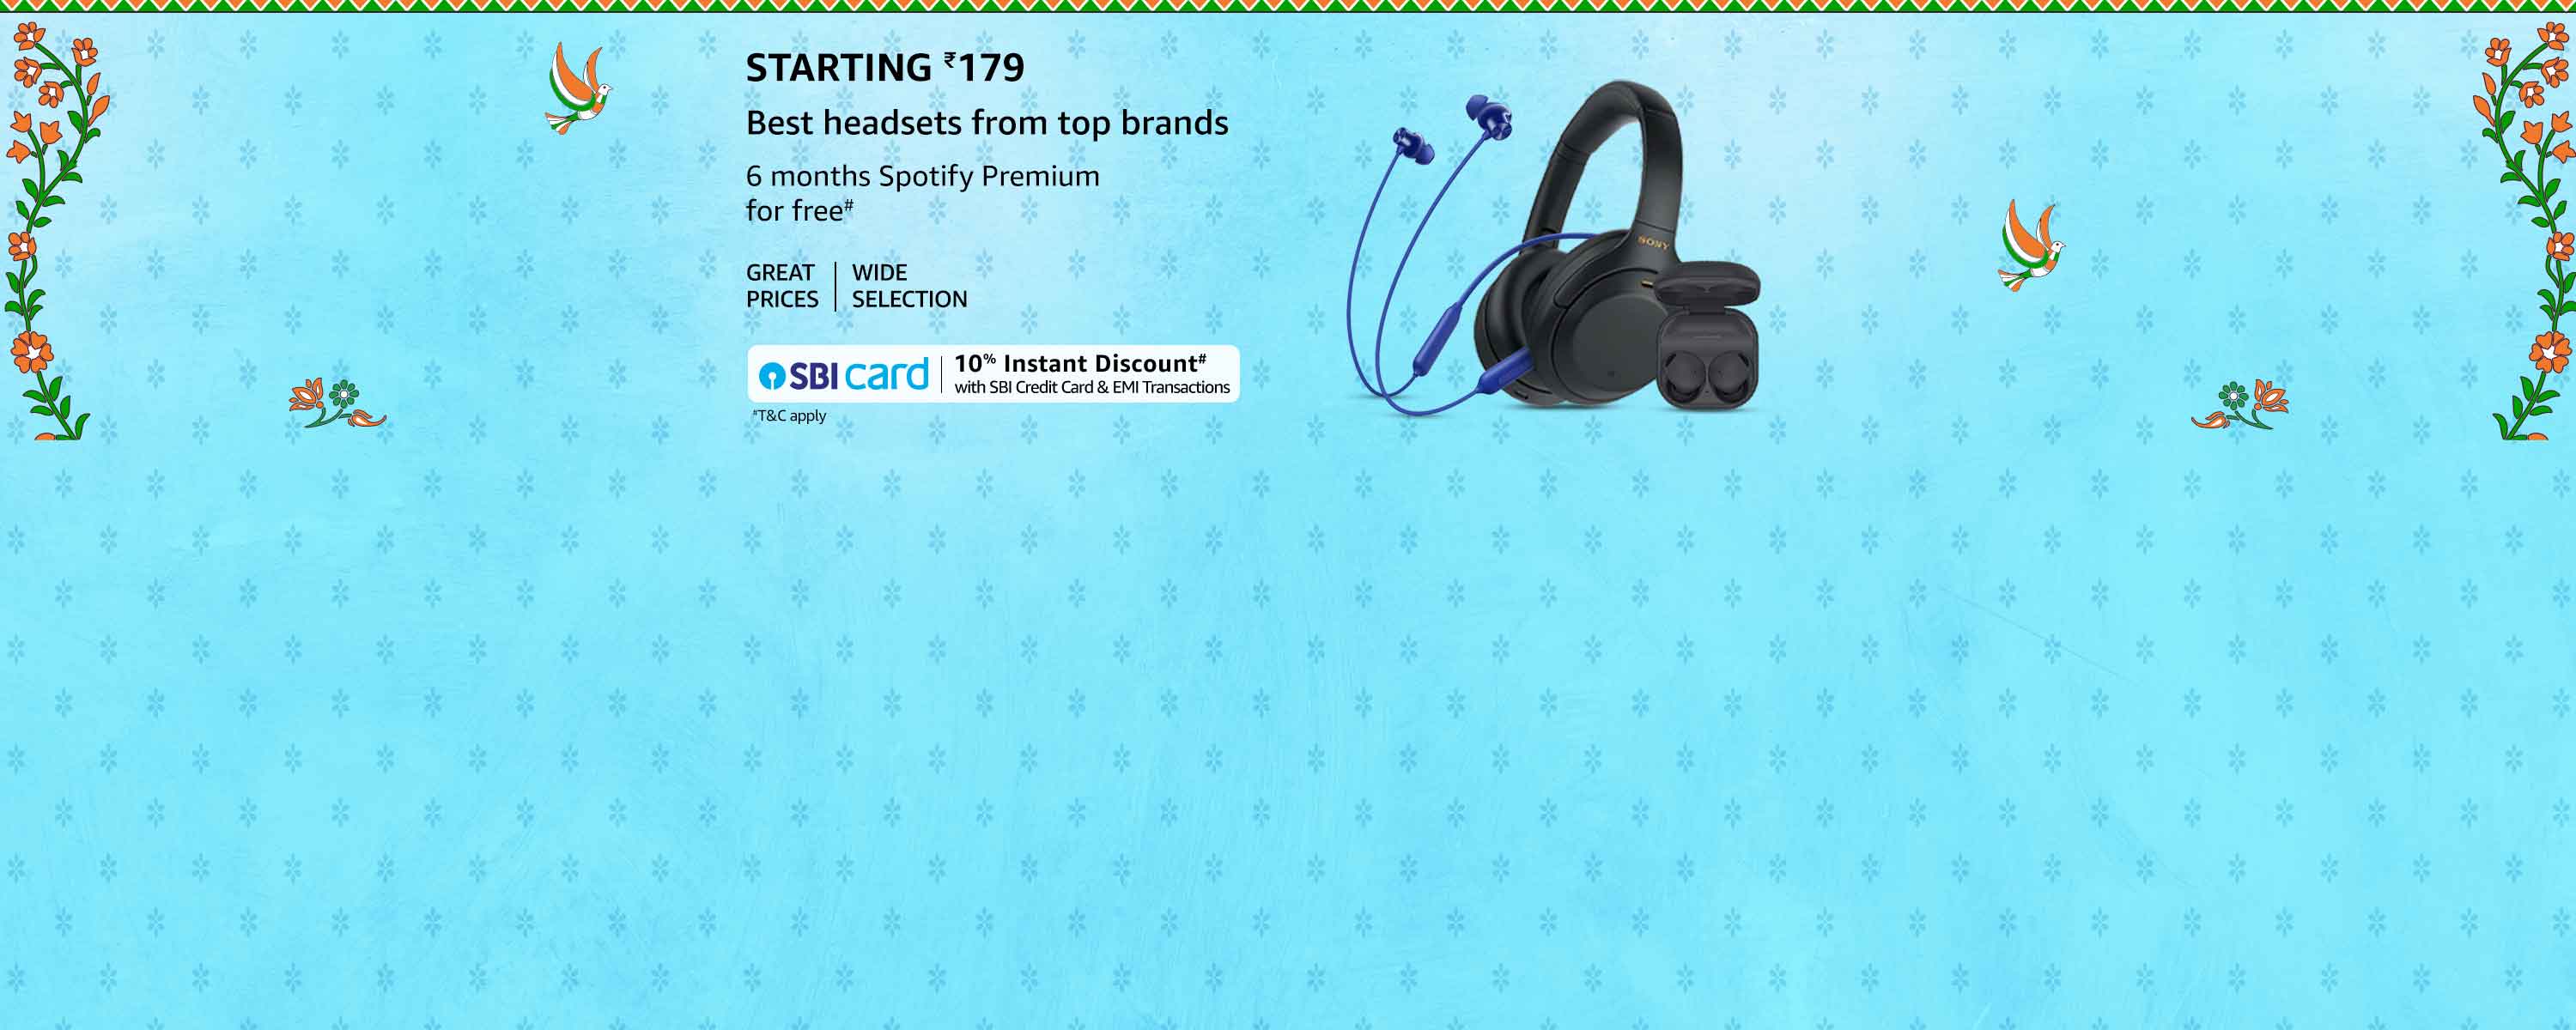 STARTING ₹179
Best headsets from top brands
6 months Spotify Premium
for free#
GREAT
PRICES
WIDE
SELECTION
SBI card
10% Instant Discount#
with SBI Credit Card & EMI Transactions
#T&C apply
SONY